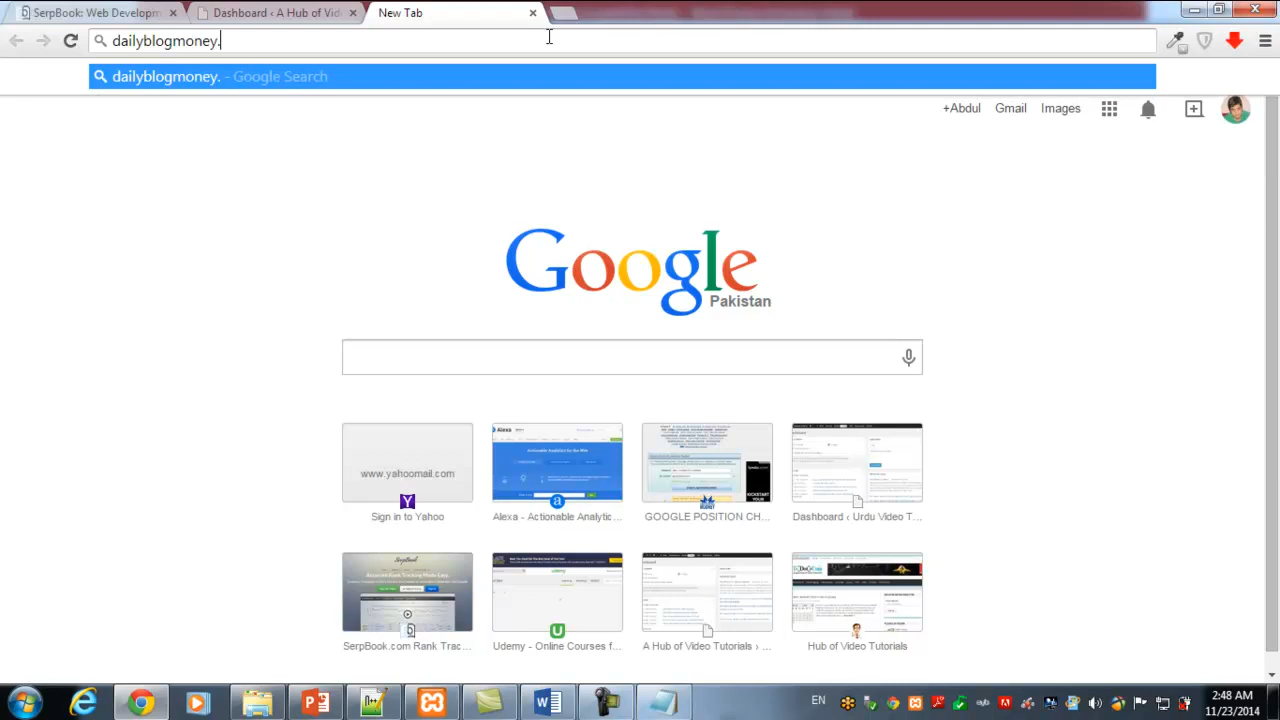 SerpBook: Web Developm
Dashboard ‹ A Hub of Vid
New Tab
dailyblogmoney.
dailyblogmoney. - Google Search
+Abdul Gmail Images
Google
Pakistan
www.yahoomail.com
Sign in to Yahoo
Alexa - Actionable Analytic...
GOOGLE POSITION CH...
Dashboard ‹ Urdu Video T...
SerpBook.com Rank Trac...
Udemy - Online Courses f...
A Hub of Video Tutorials › ...
Hub of Video Tutorials
EN
2:48 AM
11/23/2014